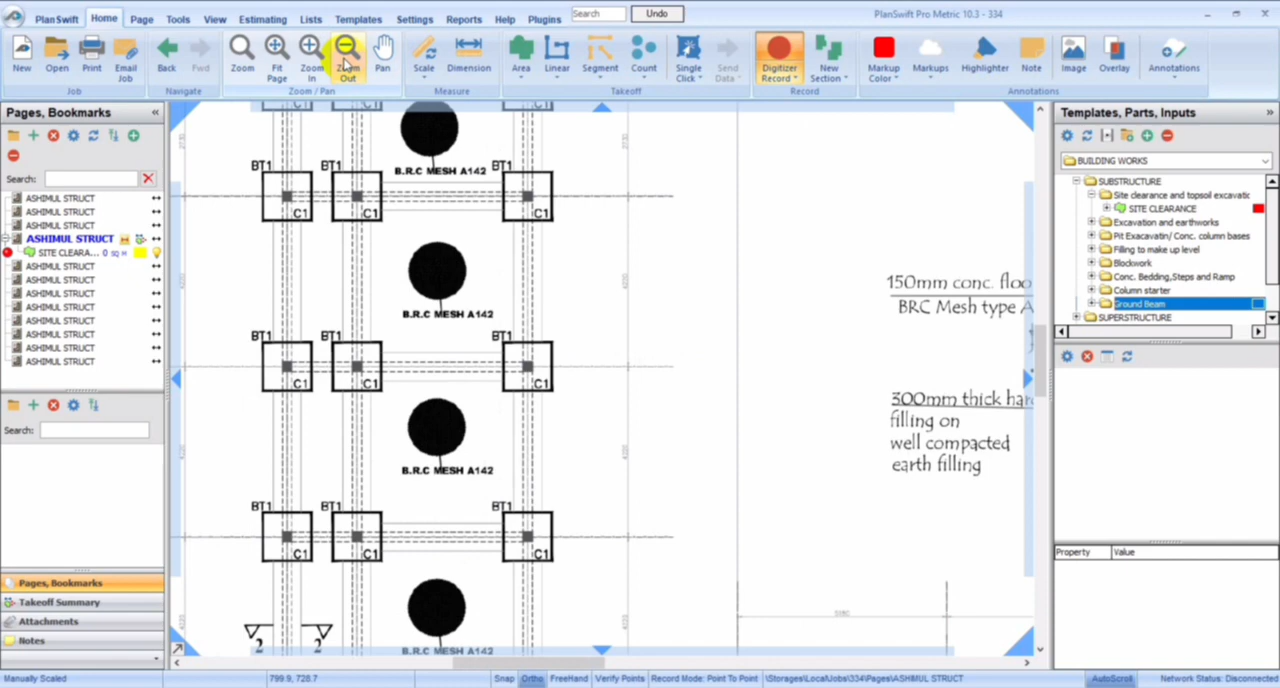 PlanSwift Home Page Tools View Estimating Lists Templates Settings Reports Help Plugins Search Undo PlanSwift Pro Metric 10.3 - 334
New Open Print Email Job Back Fwd Zoom Fit Page Zoom In Zoom Out Pan Scale Dimension Area Linear Segment Count Single Click Send Data Digitizer Record New Section Markup Color Markups Highlighter Note Image Overlay Annotations
Job Navigate Zoom / Pan Measure Takeoff Record Annotations
Pages, Bookmarks
Search:
ASHIMUL STRUCT
ASHIMUL STRUCT
ASHIMUL STRUCT
ASHIMUL STRUCT
SITE CLEARA... 0 SQ M
ASHIMUL STRUCT
ASHIMUL STRUCT
ASHIMUL STRUCT
ASHIMUL STRUCT
ASHIMUL STRUCT
ASHIMUL STRUCT
ASHIMUL STRUCT
ASHIMUL STRUCT
Search:
Pages, Bookmarks
Takeoff Summary
Attachments
Notes
B.R.C MESH A142
BT1 BT1 BT1
C1 C1 C1
B.R.C MESH A142
BT1 BT1 BT1
C1 C1 C1
B.R.C MESH A142
BT1 BT1 BT1
C1 C1 C1
2 2
B.R.C MESH A142
150mm conc. floo
BRC Mesh type A
300mm thick har
filling on
well compacted
earth filling
Templates, Parts, Inputs
BUILDING WORKS
SUBSTRUCTURE
Site clearance and topsoil excavatic
SITE CLEARANCE
Excavation and earthworks
Pit Exacavatin/ Conc. column bases
Filling to make up level
Blockwork
Conc. Bedding,Steps and Ramp
Column starter
Ground Beam
SUPERSTRUCTURE
Property Value
Manually Scaled 799.9, 728.7 Snap Ortho FreeHand Verify Points Record Mode: Point To Point \Storages\Local\Jobs\334\Pages\ASHIMUL STRUCT AutoScroll Network Status: Disconnected